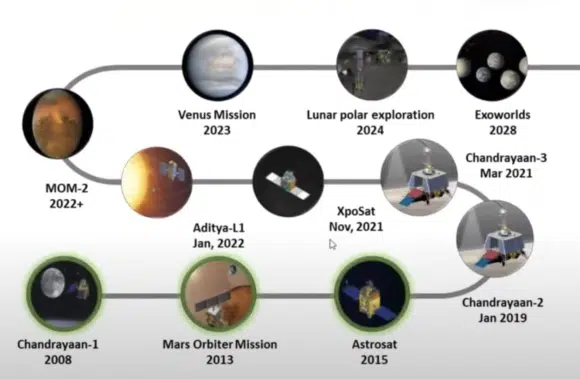 Venus Mission
2023
Lunar polar exploration
2024
Exoworlds
2028
MOM-2
2022+
Aditya-L1
Jan, 2022
XpoSat
Nov, 2021
Chandrayaan-3
Mar 2021
Chandrayaan-2
Jan 2019
Chandrayaan-1
2008
Mars Orbiter Mission
2013
Astrosat
2015